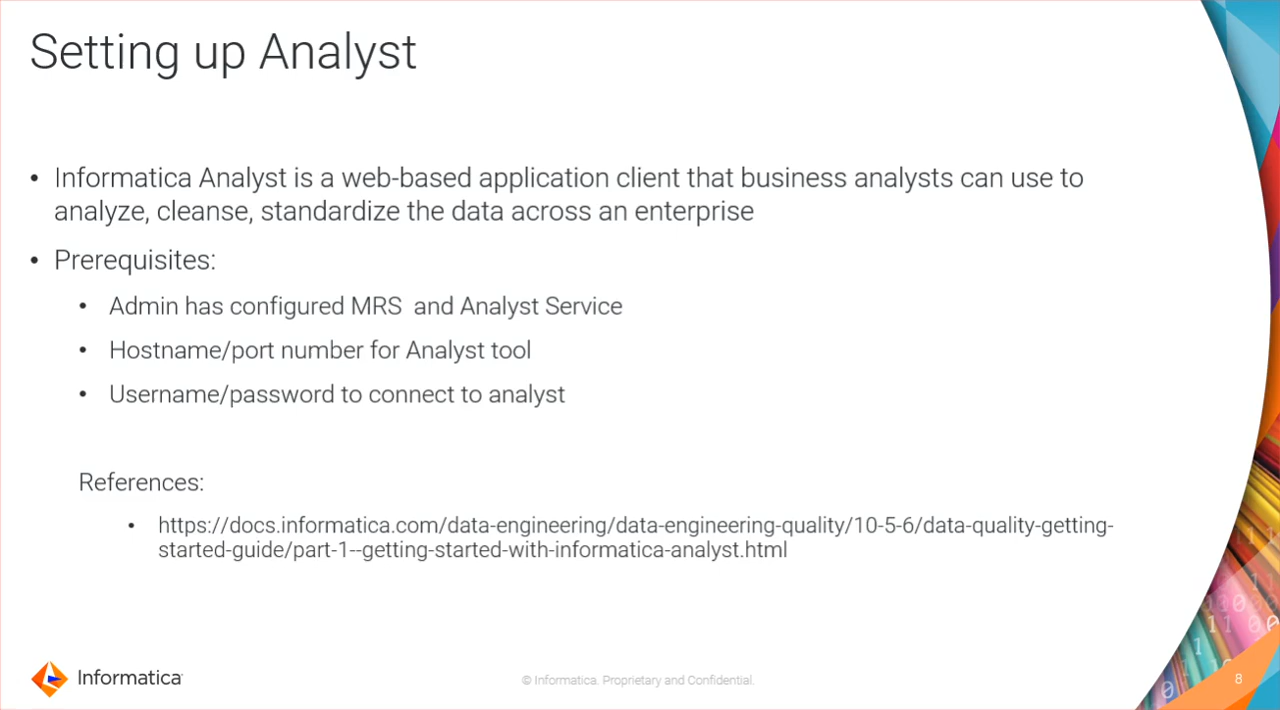 Setting up Analyst
• Informatica Analyst is a web-based application client that business analysts can use to
analyze, cleanse, standardize the data across an enterprise
• Prerequisites:
• Admin has configured MRS  and Analyst Service
• Hostname/port number for Analyst tool
• Username/password to connect to analyst
References:
• https://docs.informatica.com/data-engineering/data-engineering-quality/10-5-6/data-quality-getting-
started-guide/part-1--getting-started-with-informatica-analyst.html
Informatica
© Informatica. Proprietary and Confidential.
8